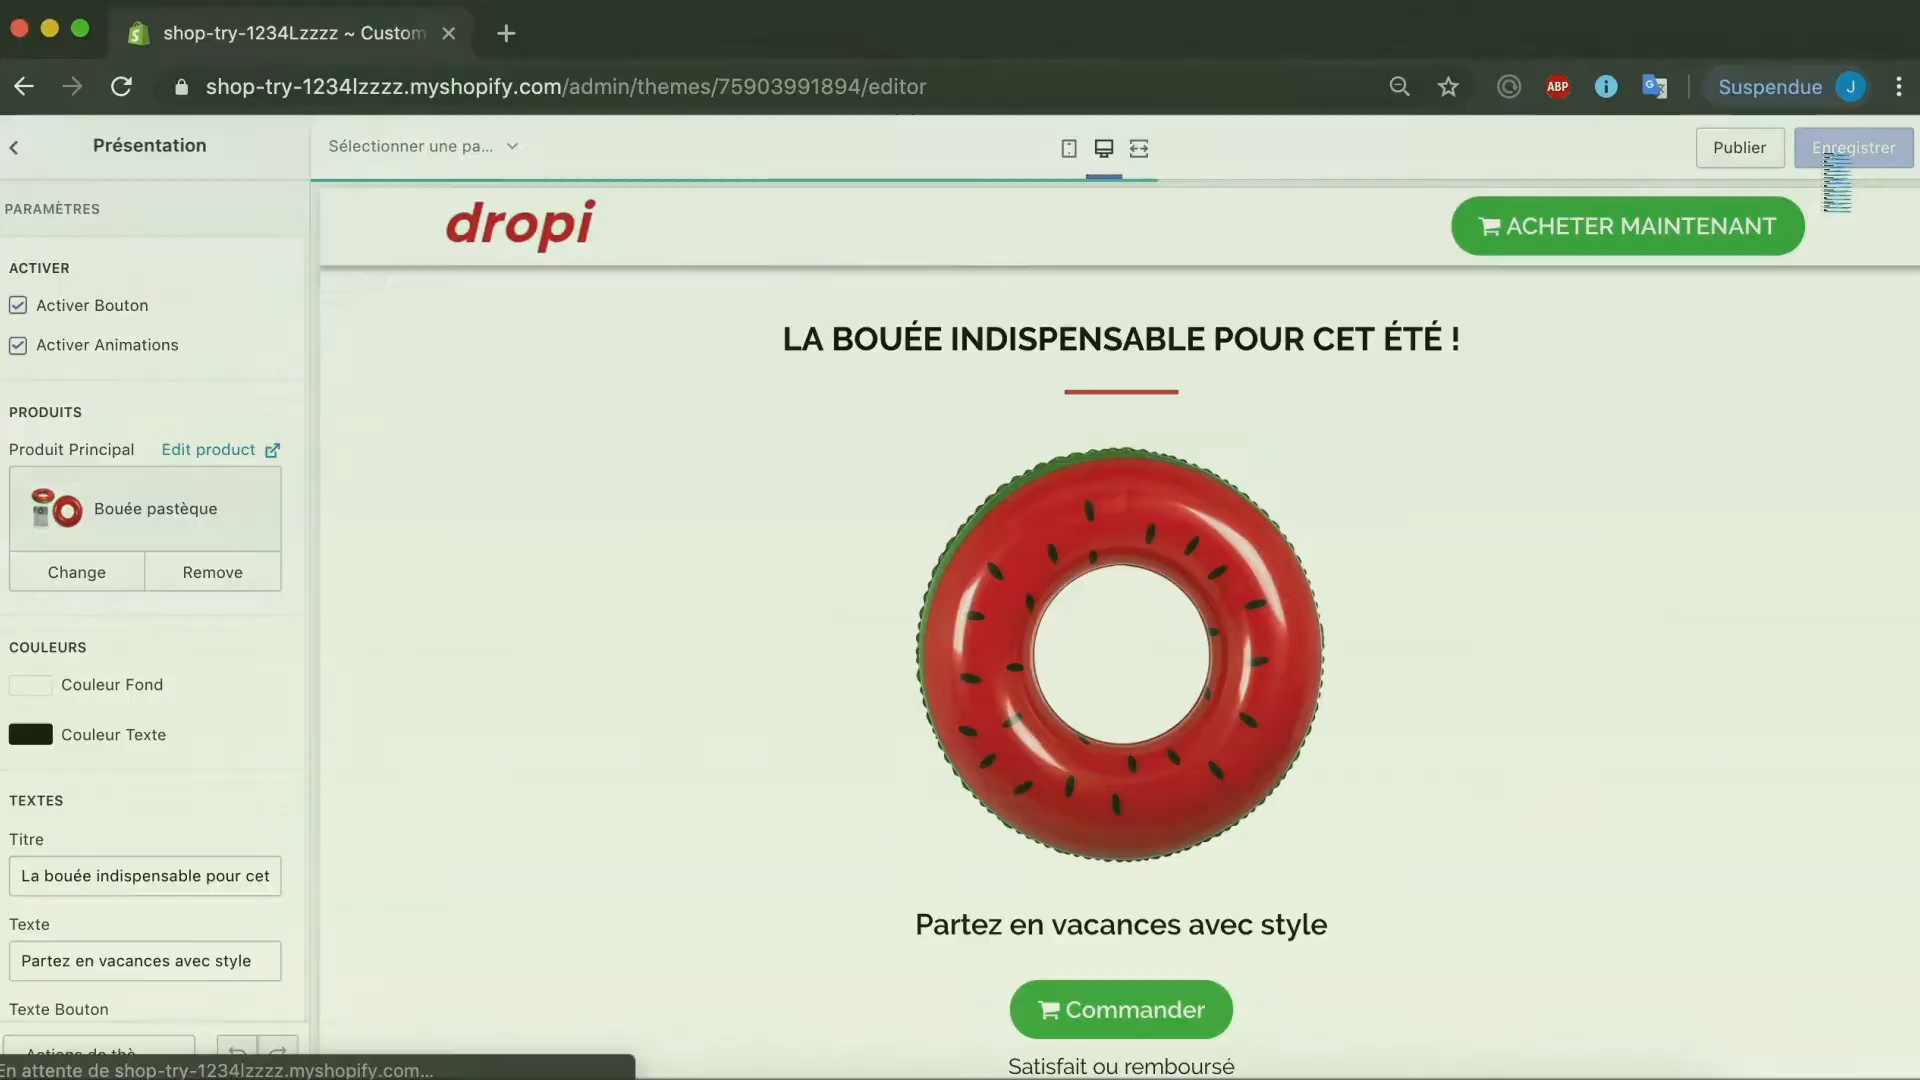 shop-try-1234Lzzzz ~ Custom
shop-try-1234lzzzz.myshopify.com/admin/themes/75903991894/editor
ABP
Suspendue
J
Présentation
Sélectionner une pa...
Publier
Enregistrer
PARAMÈTRES
dropi
ACHETER MAINTENANT
ACTIVER
Activer Bouton
Activer Animations
LA BOUÉE INDISPENSABLE POUR CET ÉTÉ !
PRODUITS
Produit Principal
Edit product
Bouée pastèque
Change
Remove
COULEURS
Couleur Fond
Couleur Texte
TEXTES
Titre
La bouée indispensable pour cet
Texte
Partez en vacances avec style
Partez en vacances avec style
Texte Bouton
Commander
Satisfait ou remboursé
Actions de thè
En attente de shop-try-1234lzzzz.myshopify.com...